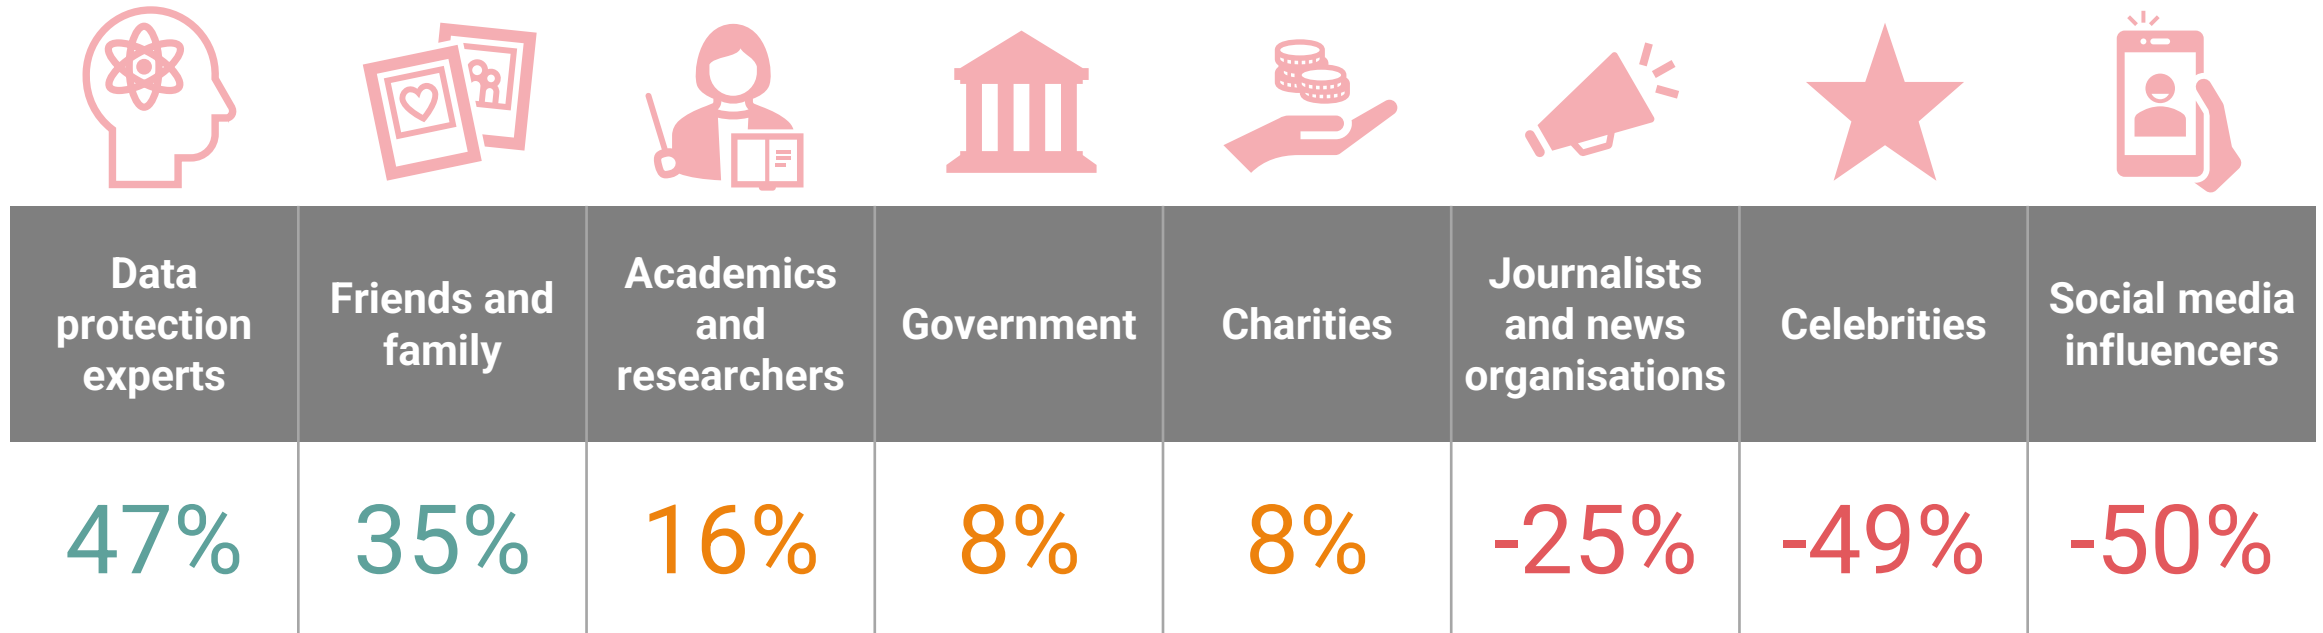 Data
protection
experts
Friends and
family
Academics
and
researchers
Government
Charities
Journalists
and news
organisations
Celebrities
Social media
influencers
47%
35%
16%
8%
8%
-25%
-49%
-50%